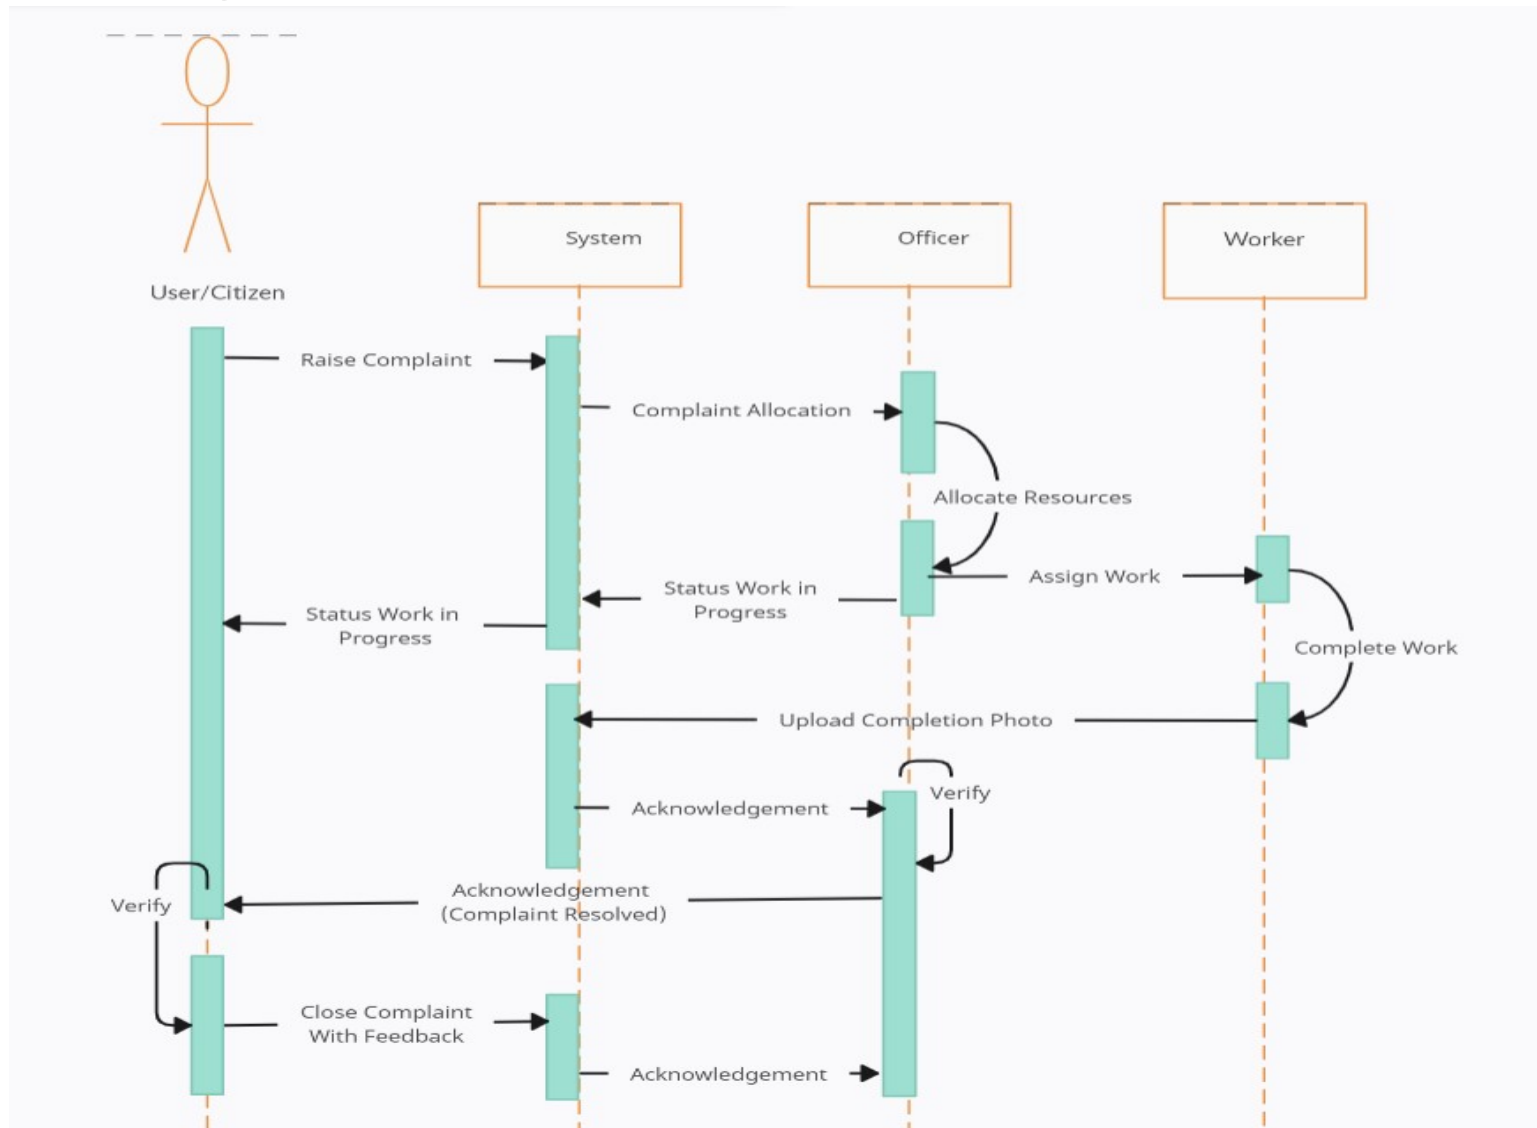 System
Officer
Worker
User/Citizen
Raise Complaint
Complaint Allocation
Allocate Resources
Assign Work
Status Work in
Progress
Status Work in
Progress
Complete Work
Upload Completion Photo
Verify
Acknowledgement
Acknowledgement
(Complaint Resolved)
Verify
Close Complaint
With Feedback
Acknowledgement